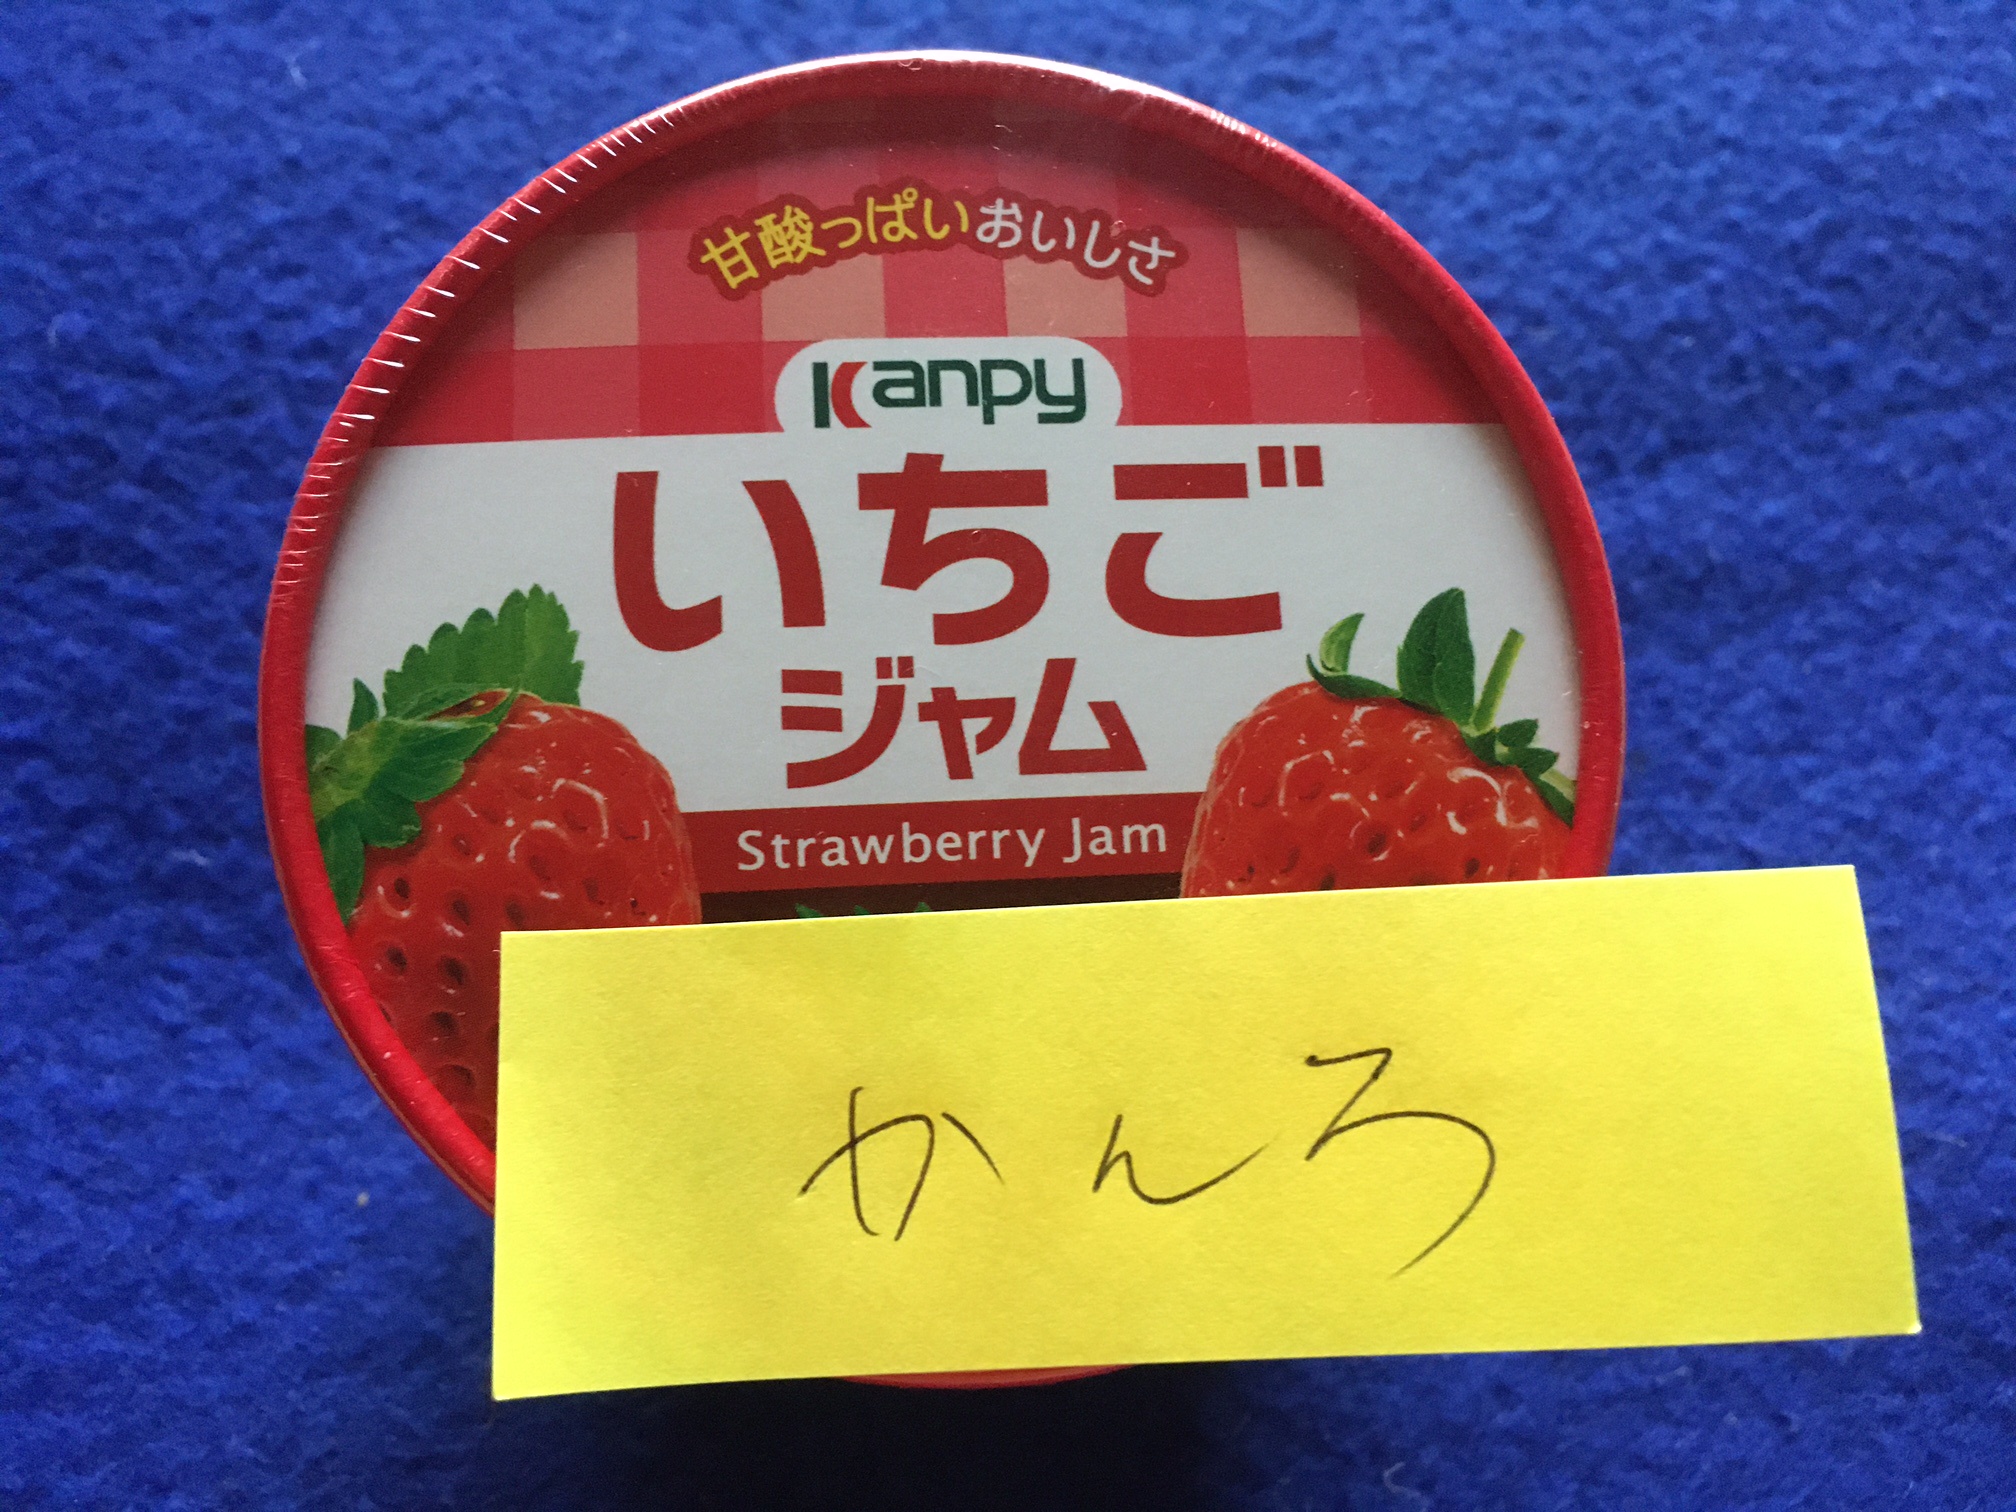 甘酸っぱいおいしさ
Kanpy
いちご
ジャム
Strawberry Jam
かんろ